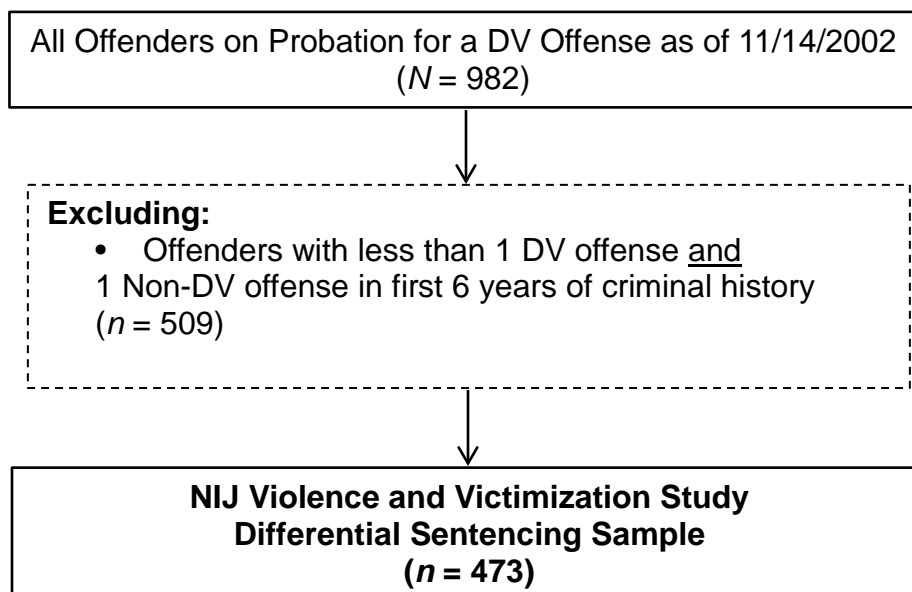 All Offenders on Probation for a DV Offense as of 11/14/2002
(N = 982)
Excluding:
• Offenders with less than 1 DV offense and
1 Non-DV offense in first 6 years of criminal history
(n = 509)
NIJ Violence and Victimization Study
Differential Sentencing Sample
(n = 473)